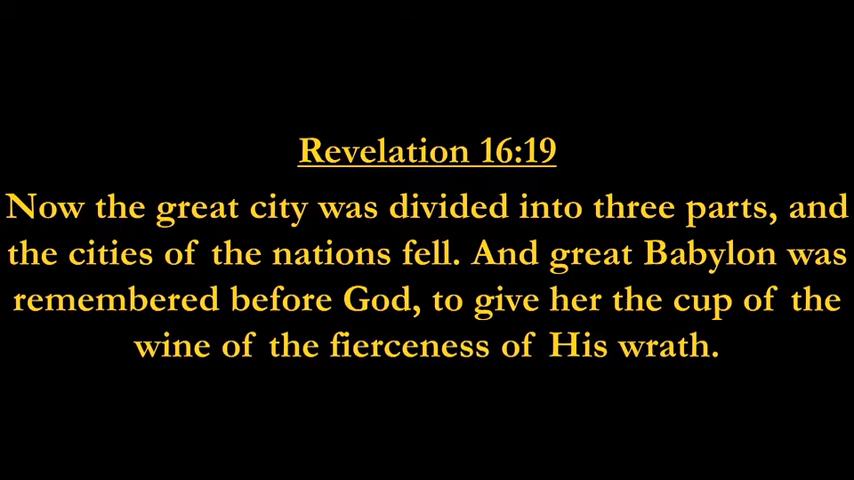 Revelation 16:19
Now the great city was divided into three parts, and
the cities of the nations fell. And great Babylon was
remembered before God, to give her the cup of the
wine of the fierceness of His wrath.